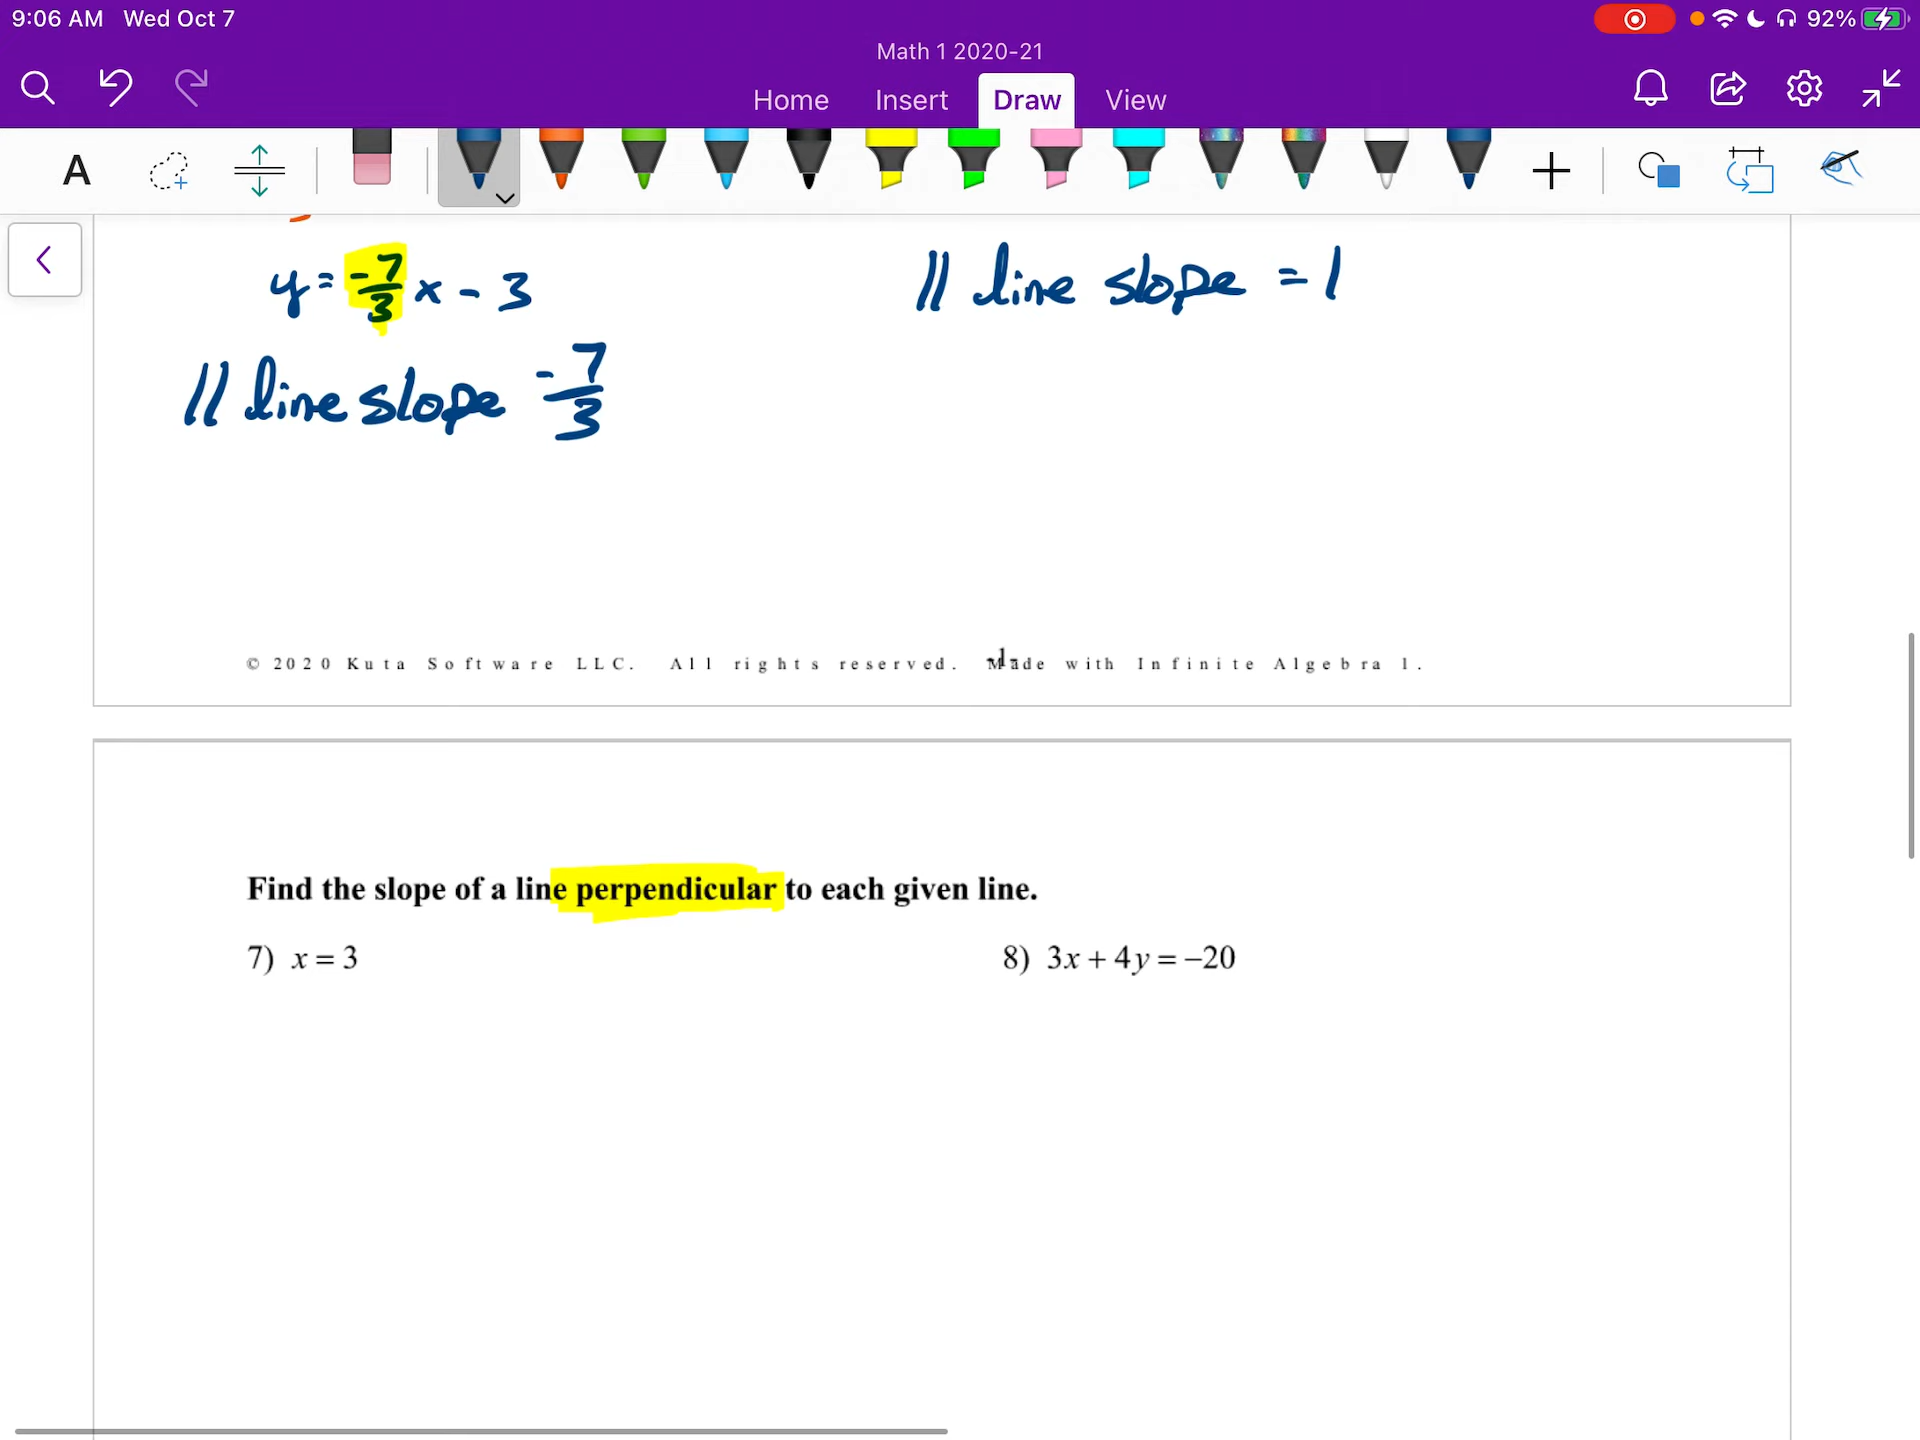 9:06 AM Wed Oct 7
92%
Math 1 2020-21
Home Insert Draw View
A
y = -7/3 x - 3
// line slope = 1
// line slope -7/3
© 2020 Kuta Software LLC. All rights reserved. Made with Infinite Algebra 1.
-1-
Find the slope of a line perpendicular to each given line.
7) x = 3
8) 3x + 4y = −20